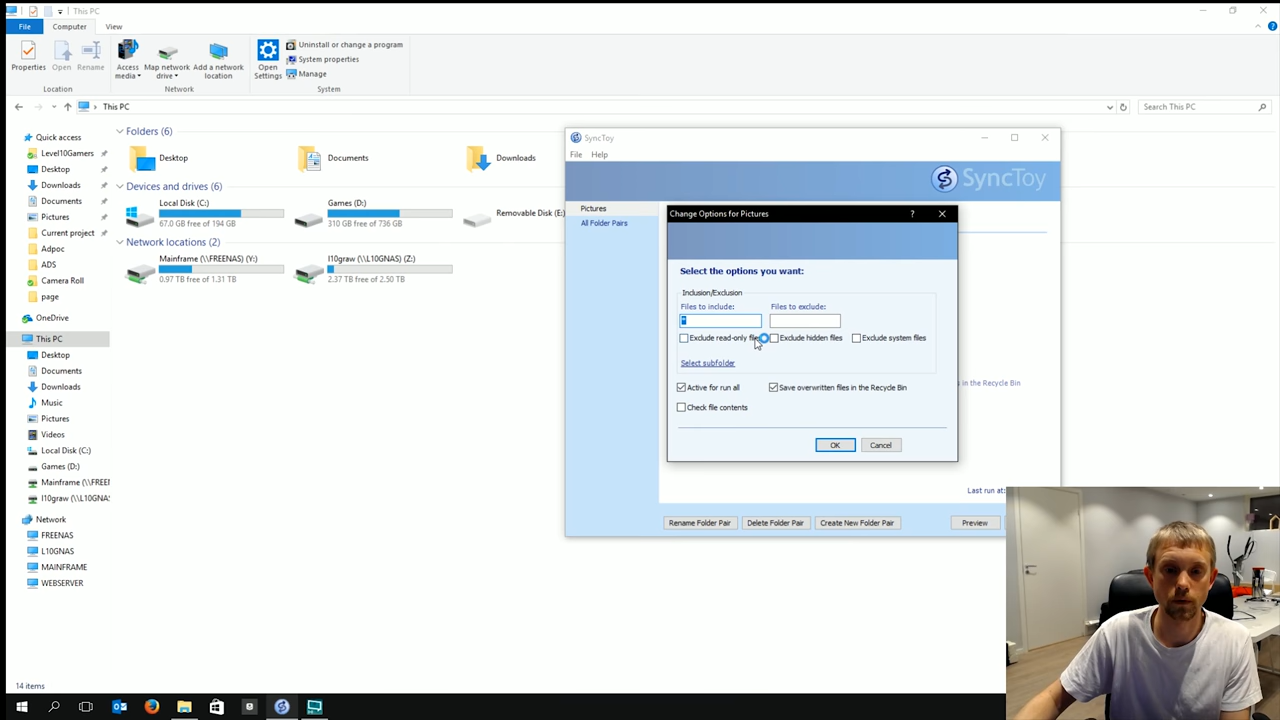 This PC
File
Computer
View
Properties
Open
Rename
Access media
Map network drive
Add a network location
Open Settings
Uninstall or change a program
System properties
Manage
Location
Network
System
This PC
Search This PC
Quick access
Level10Gamers
Desktop
Downloads
Documents
Pictures
Current project
Adpoc
ADS
Camera Roll
page
OneDrive
This PC
Desktop
Documents
Downloads
Music
Pictures
Videos
Local Disk (C:)
Games (D:)
Mainframe (\\FREEN
l10graw (\\L10GNAS
Network
FREENAS
L10GNAS
MAINFRAME
WEBSERVER
14 items
Folders (6)
Desktop
Documents
Downloads
Devices and drives (6)
Local Disk (C:)
67.0 GB free of 194 GB
Games (D:)
310 GB free of 736 GB
Removable Disk (E:)
Network locations (2)
Mainframe (\\FREENAS) (Y:)
0.97 TB free of 1.31 TB
l10graw (\\L10GNAS) (Z:)
2.37 TB free of 2.50 TB
SyncToy
File
Help
SyncToy
Pictures
All Folder Pairs
Change Options for Pictures
?
Select the options you want:
Inclusion/Exclusion
Files to include:
Files to exclude:
*
Exclude read-only files
Exclude hidden files
Exclude system files
Select subfolder
Active for run all
Save overwritten files in the Recycle Bin
Check file contents
OK
Cancel
es in the Recycle Bin
Last run at:
Rename Folder Pair
Delete Folder Pair
Create New Folder Pair
Preview